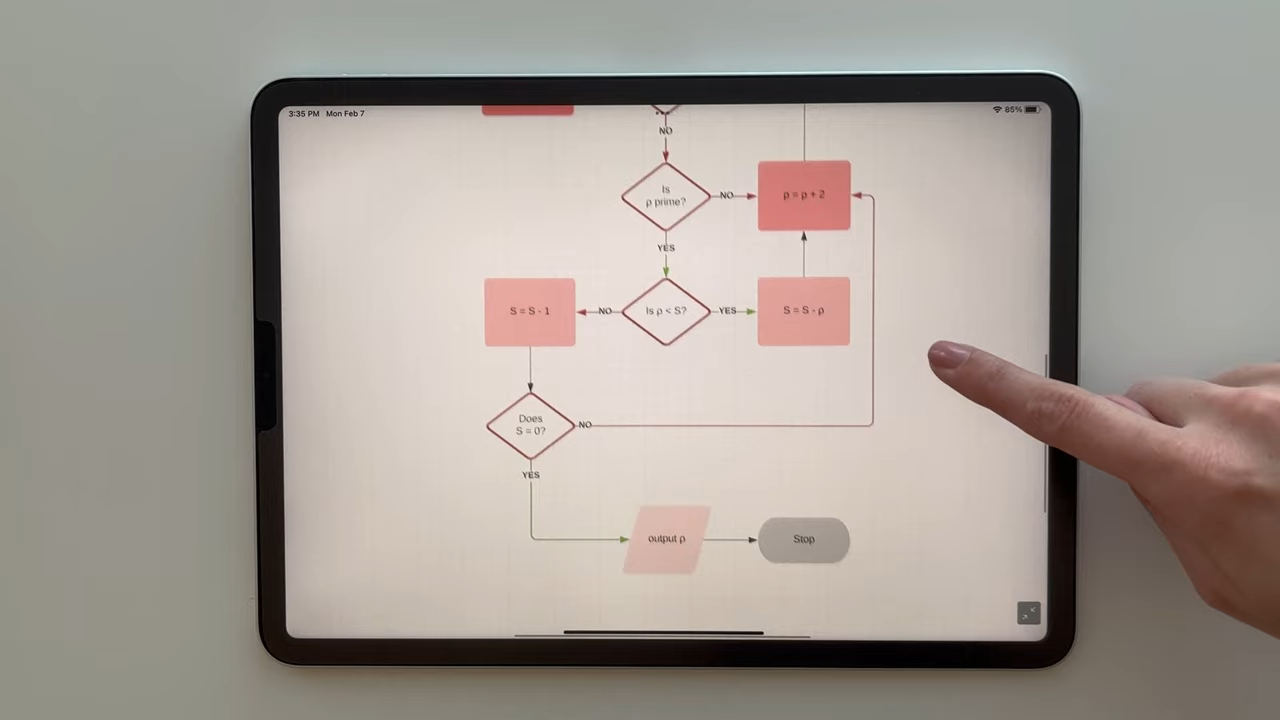 3:35 PM Mon Feb 7
85%
NO
Is
ρ prime?
NO
ρ = ρ + 2
YES
S = S - 1
NO
Is ρ < S?
YES
S = S - ρ
Does
S = 0?
NO
YES
output ρ
Stop